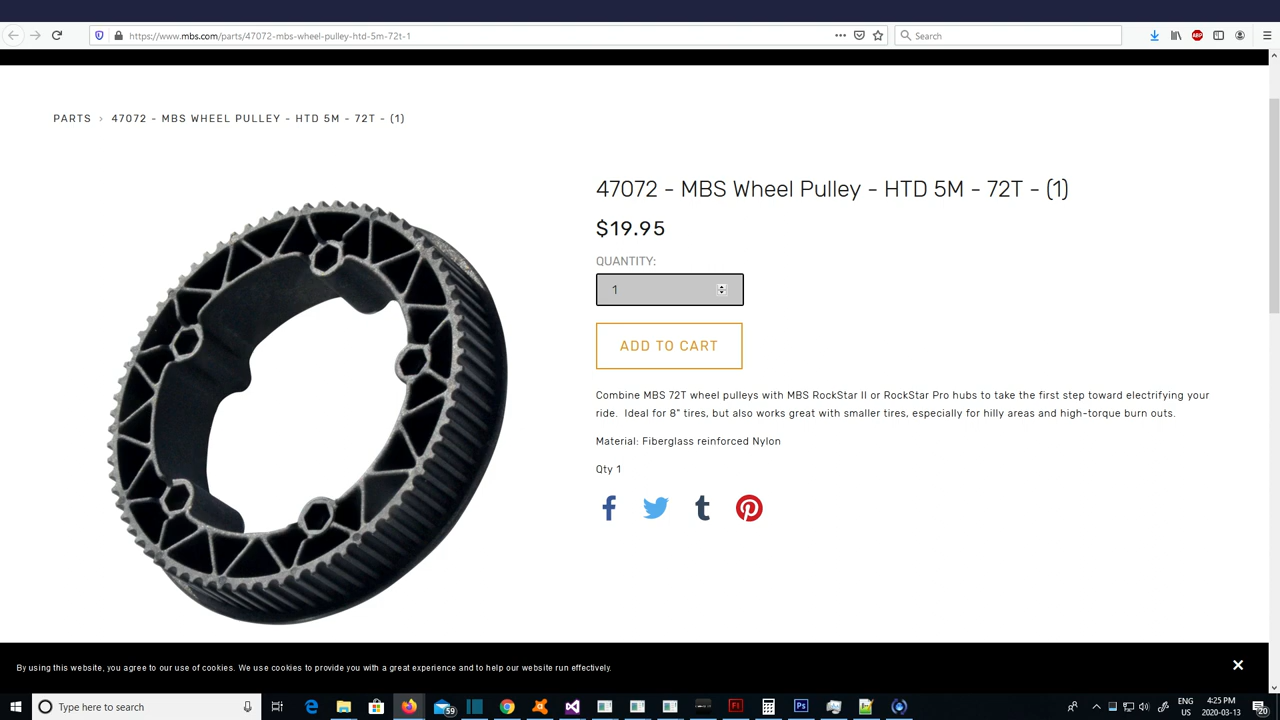 https://www.mbs.com/parts/47072-mbs-wheel-pulley-htd-5m-72t-1
Search
PARTS › 47072 - MBS WHEEL PULLEY - HTD 5M - 72T - (1)
47072 - MBS Wheel Pulley - HTD 5M - 72T - (1)
$19.95
QUANTITY:
1
ADD TO CART
Combine MBS 72T wheel pulleys with MBS RockStar II or RockStar Pro hubs to take the first step toward electrifying your
ride. Ideal for 8" tires, but also works great with smaller tires, especially for hilly areas and high-torque burn outs.
Material: Fiberglass reinforced Nylon
Qty 1
By using this website, you agree to our use of cookies. We use cookies to provide you with a great experience and to help our website run effectively.
Type here to search
59
Fl
Ps
ENG
US
4:25 PM
2020-03-13
20
ABP